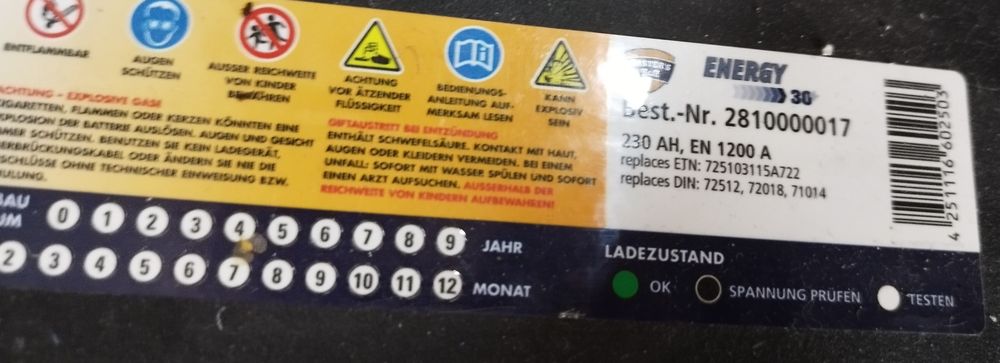 ENTFLAMMBAR
AUGEN
SCHÜTZEN
AUSSER REICHWEITE
VON KINDER
BEWAHREN
ACHTUNG
VOR ÄTZENDER
FLÜSSIGKEIT
BEDIENUNGS-
ANLEITUNG AUF-
MERKSAM LESEN
KANN
EXPLOSIV
SEIN
ACHTUNG – EXPLOSIVE GASE
ZIGARETTEN, FLAMMEN ODER KERZEN KÖNNTEN EINE
EXPLOSION DER BATTERIE AUSLÖSEN. AUGEN UND GESICHT
IMMER SCHÜTZEN. BENUTZEN SIE KEIN LADEGERÄT,
ERBRÜCKUNGSKABEL ODER ÄNDERN SIE NIE DIE
SCHLÜSSE OHNE TECHNISCHER EINWEISUNG BZW.
ULUNG.
GIFTAUSTRITT BEI ENTZÜNDUNG
ENTHÄLT SCHWEFELSÄURE. KONTAKT MIT HAUT,
AUGEN ODER KLEIDERN VERMEIDEN. BEI EINEM
UNFALL: SOFORT MIT WASSER SPÜLEN UND SOFORT
EINEN ARZT AUFSUCHEN. AUSSERHALB DER
REICHWEITE VON KINDERN AUFBEWAHREN!
ENERGY
30
Best.-Nr. 2810000017
230 AH, EN 1200 A
replaces ETN: 725103115A722
replaces DIN: 72512, 72018, 71014
4 251116 602503
BAU
UM
0 1 2 3 4 5 6 7 8 9 JAHR
2 3 4 5 6 7 8 9 10 11 12 MONAT
LADEZUSTAND
OK SPANNUNG PRÜFEN TESTEN